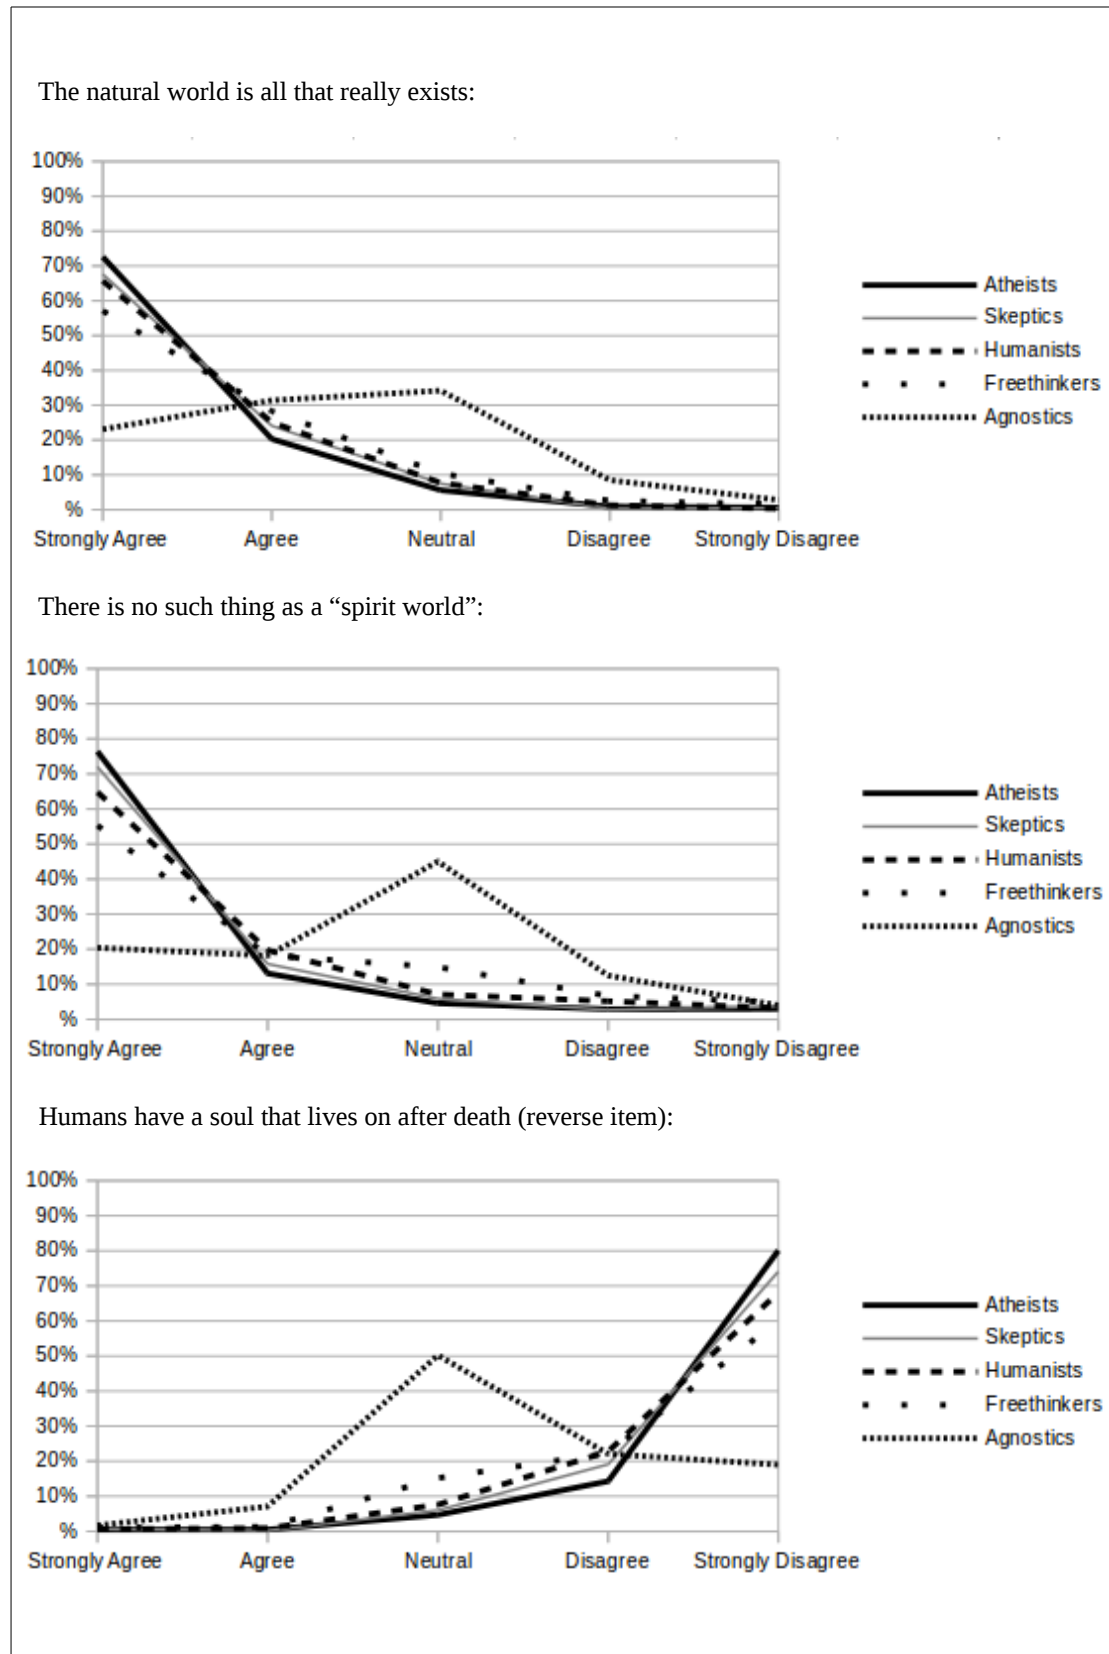 The natural world is all that really exists:
100%
90%
80%
70%
60%
50%
40%
30%
20%
10%
%
Strongly Agree Agree Neutral Disagree Strongly Disagree
Atheists
Skeptics
Humanists
Freethinkers
Agnostics
There is no such thing as a “spirit world”:
100%
90%
80%
70%
60%
50%
40%
30%
20%
10%
%
Strongly Agree Agree Neutral Disagree Strongly Disagree
Atheists
Skeptics
Humanists
Freethinkers
Agnostics
Humans have a soul that lives on after death (reverse item):
100%
90%
80%
70%
60%
50%
40%
30%
20%
10%
%
Strongly Agree Agree Neutral Disagree Strongly Disagree
Atheists
Skeptics
Humanists
Freethinkers
Agnostics